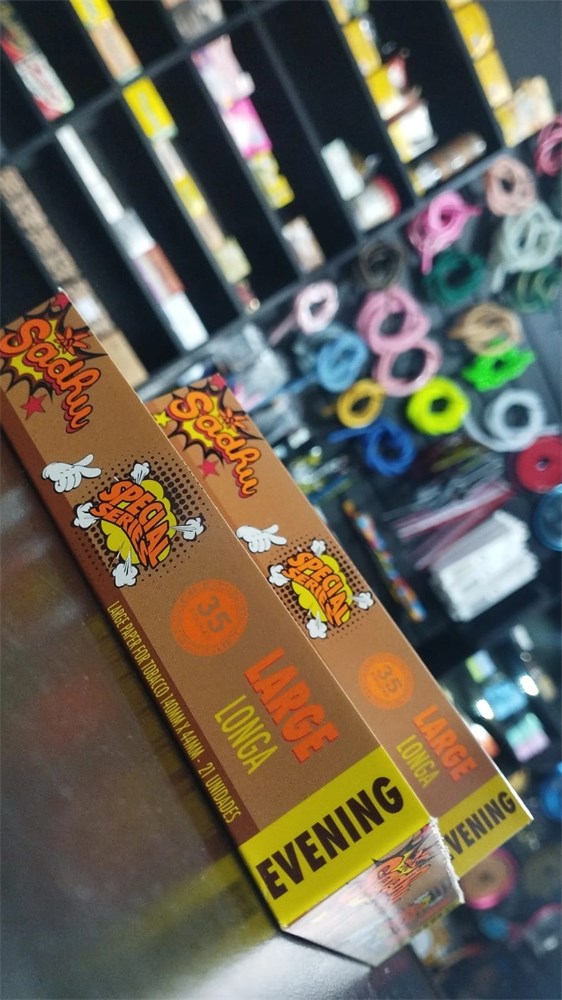 Sadhu
SPECIAL
SERIES
35
LARGE
LONGA
LARGE PAPER FOR TOBACCO 140MM X 44MM - 21 UNIDADES
EVENING
Sadhu
SPECIAL
SERIES
35
LARGE
LONGA
EVENING